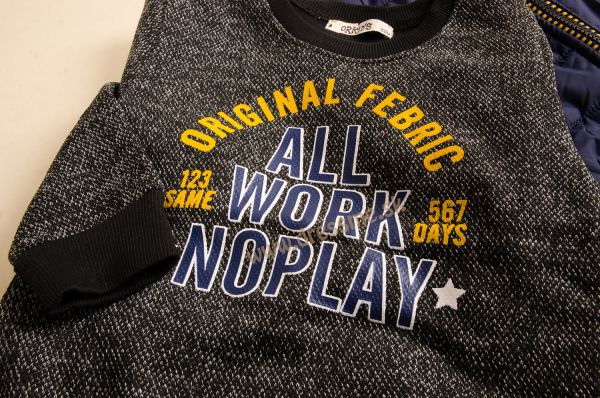 ORIGINAL FEBRIC
ALL
123
SAME
WORK
567
DAYS
NOPLAY